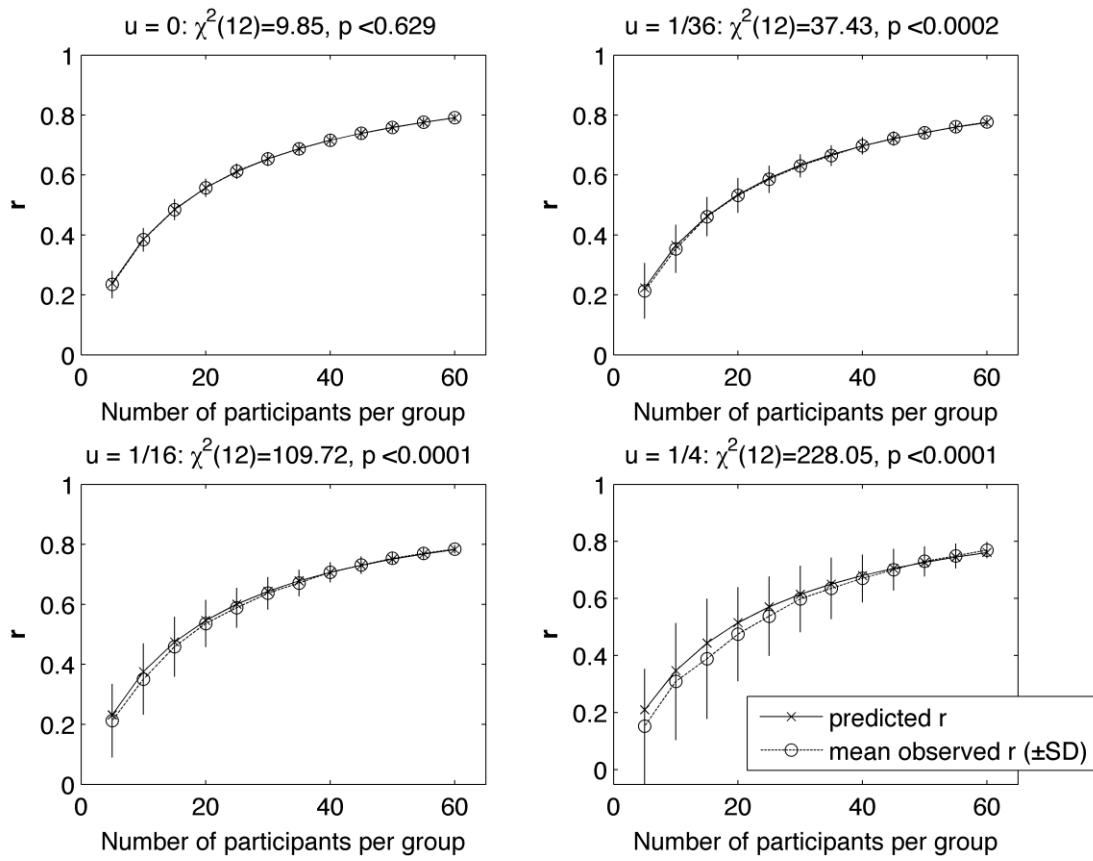 u = 0: χ²(12)=9.85, p <0.629
1
0.8
0.6
0.4
0.2
0
r
0 20 40 60
Number of participants per group
u = 1/36: χ²(12)=37.43, p <0.0002
1
0.8
0.6
0.4
0.2
0
r
0 20 40 60
Number of participants per group
u = 1/16: χ²(12)=109.72, p <0.0001
1
0.8
0.6
0.4
0.2
0
r
0 20 40 60
Number of participants per group
u = 1/4: χ²(12)=228.05, p <0.0001
1
0.8
0.6
0.4
0.2
0
r
predicted r
mean observed r (±SD)
0 20 40 60
Number of participants per group